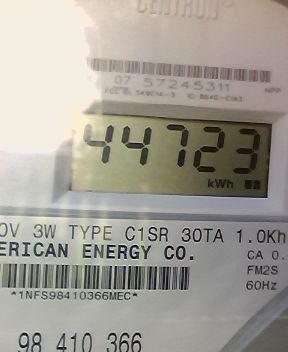 CENTRON®
07 57245311
44723
kWh
0V 3W TYPE C1SR 30TA 1.0Kh
ERICAN ENERGY CO.
CA 0.
FM2S
60Hz
*1NFS98410366MEC*
98 410 366